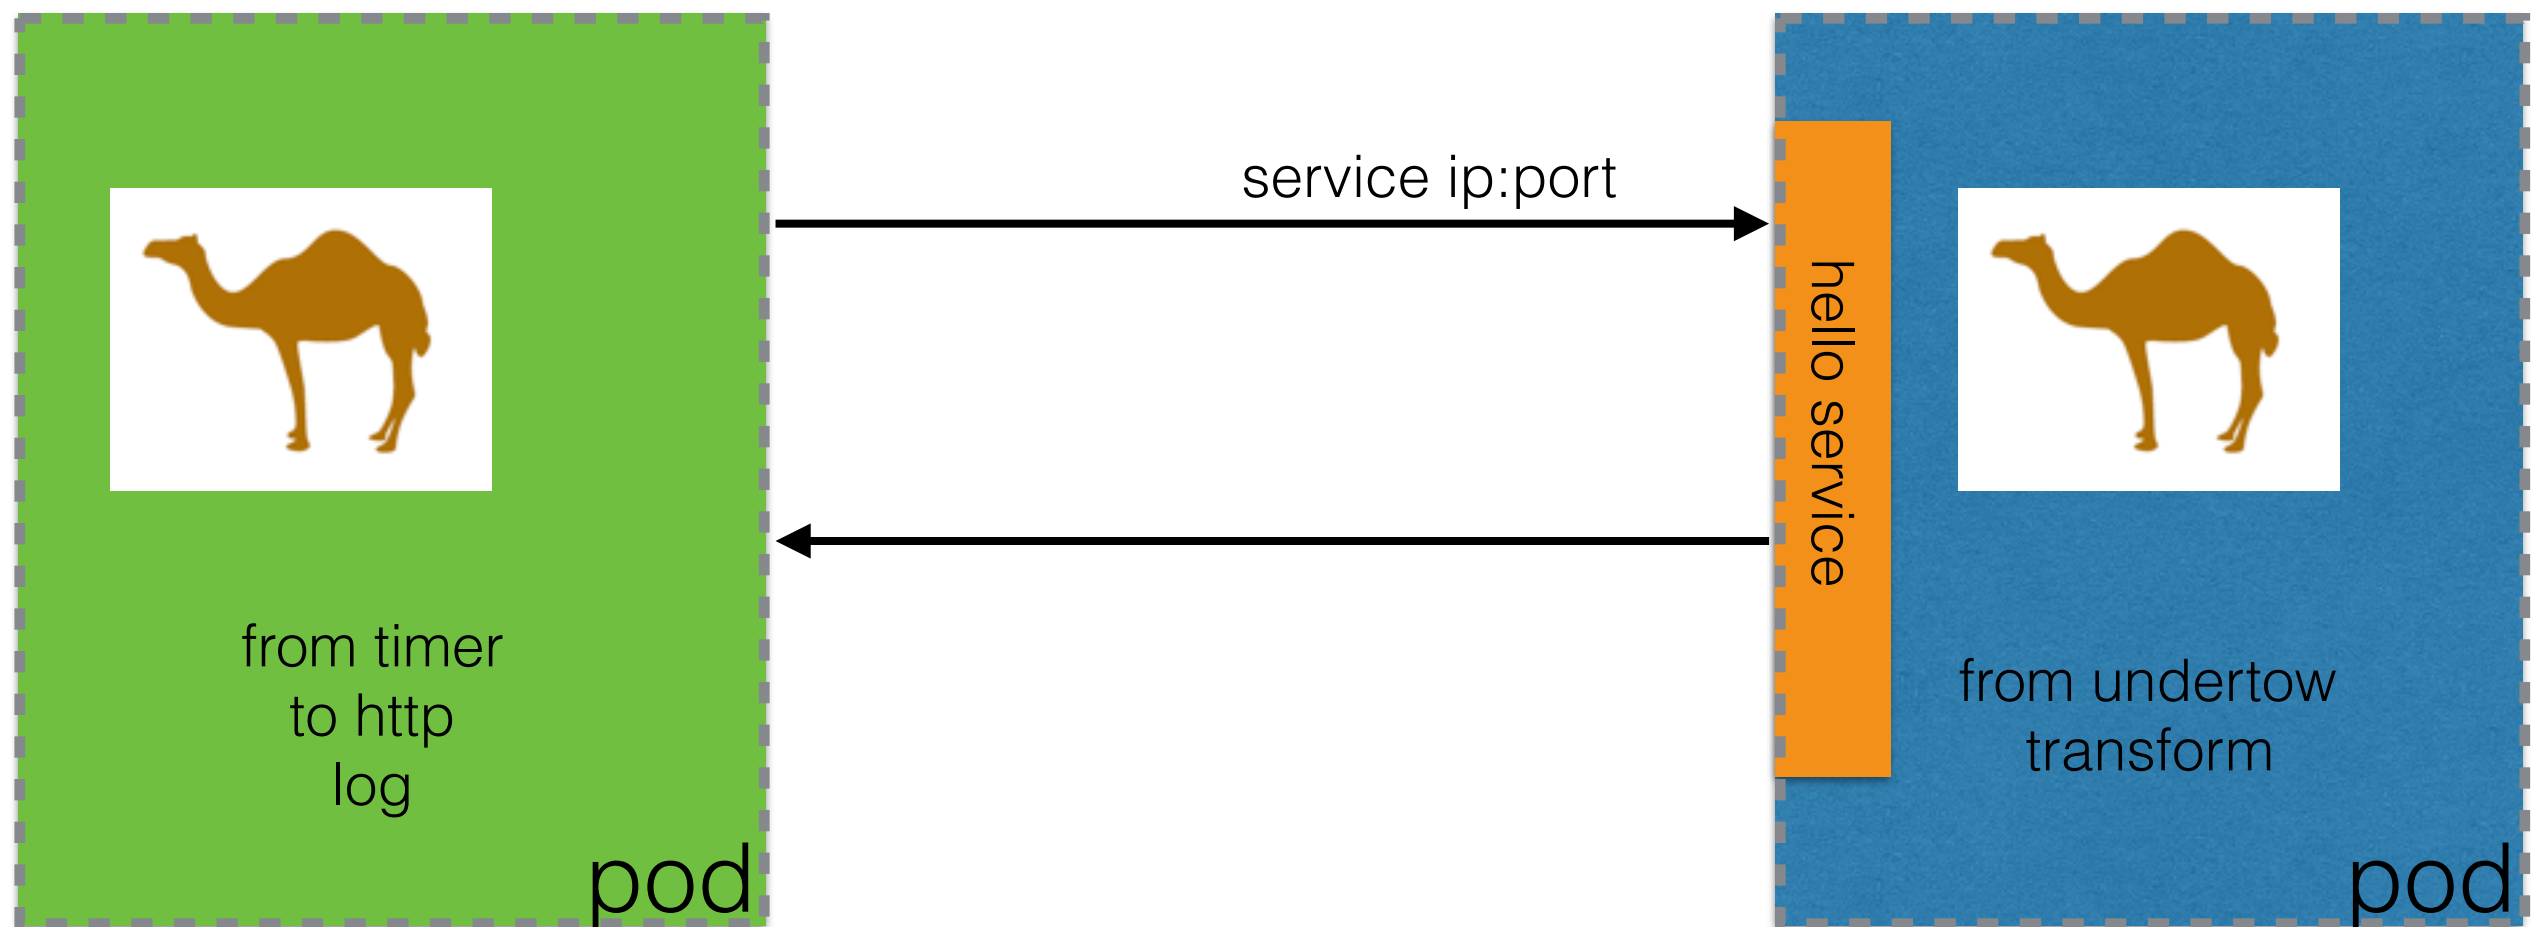 service ip:port
hello service
from timer
to http
log
pod
from undertow
transform
pod